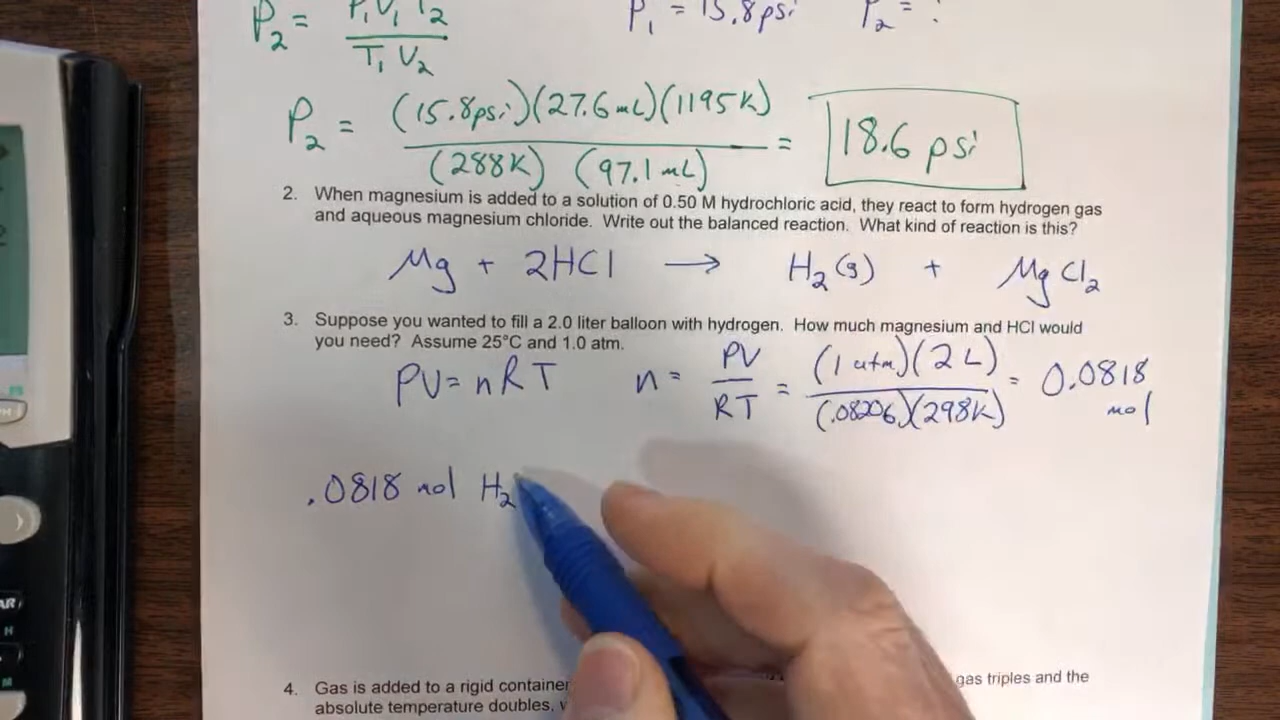 P₂ = P₁V₁T₂ / T₁V₂
P₁ = 15.8psi P₂ = ?
P₂ = (15.8psi)(27.6mL)(1195K) / (288K) (97.1mL) = 18.6 psi
2. When magnesium is added to a solution of 0.50 M hydrochloric acid, they react to form hydrogen gas
and aqueous magnesium chloride. Write out the balanced reaction. What kind of reaction is this?
Mg + 2HCl → H₂(g) + MgCl₂
3. Suppose you wanted to fill a 2.0 liter balloon with hydrogen. How much magnesium and HCl would
you need? Assume 25°C and 1.0 atm.
PV = nRT n = PV / RT = (1 atm)(2 L) / (.08206)(298K) = 0.0818 mol
.0818 mol H₂
4. Gas is added to a rigid container gas triples and the
absolute temperature doubles,